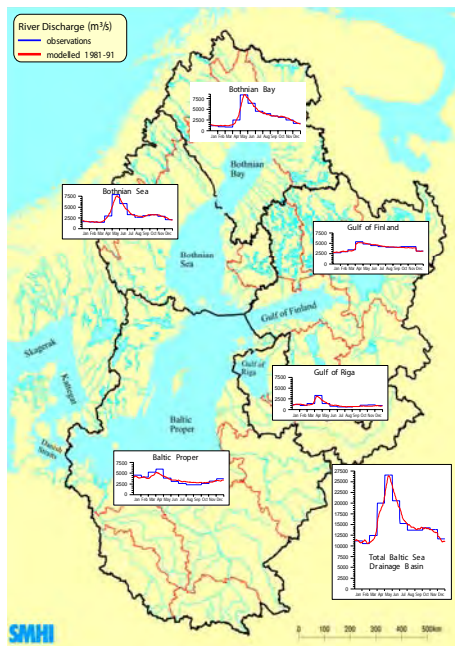 River Discharge (m³/s)
observations
modelled 1981-91
Bothnian Bay
7500
5000
2500
0
Jan Feb Mar Apr May Jun Jul Aug Sep Oct Nov Dec
Bothnian
Bay
Bothnian Sea
7500
5000
2500
0
Jan Feb Mar Apr May Jun Jul Aug Sep Oct Nov Dec
Gulf of Finland
7500
5000
2500
0
Jan Feb Mar Apr May Jun Jul Aug Sep Oct Nov Dec
Bothnian
Sea
Gulf of Finland
Skagerak
Kattegat
Gulf of
Riga
Gulf of Riga
7500
5000
2500
0
Jan Feb Mar Apr May Jun Jul Aug Sep Oct Nov Dec
Baltic
Proper
Danish
Straits
Baltic Proper
7500
5000
2500
0
Jan Feb Mar Apr May Jun Jul Aug Sep Oct Nov Dec
27500
25000
22500
20000
17500
15000
12500
10000
7500
5000
2500
0
Total Baltic Sea
Drainage Basin
Jan Feb Mar Apr May Jun Jul Aug Sep Oct Nov Dec
SMHI
0 100 200 300 400 500km